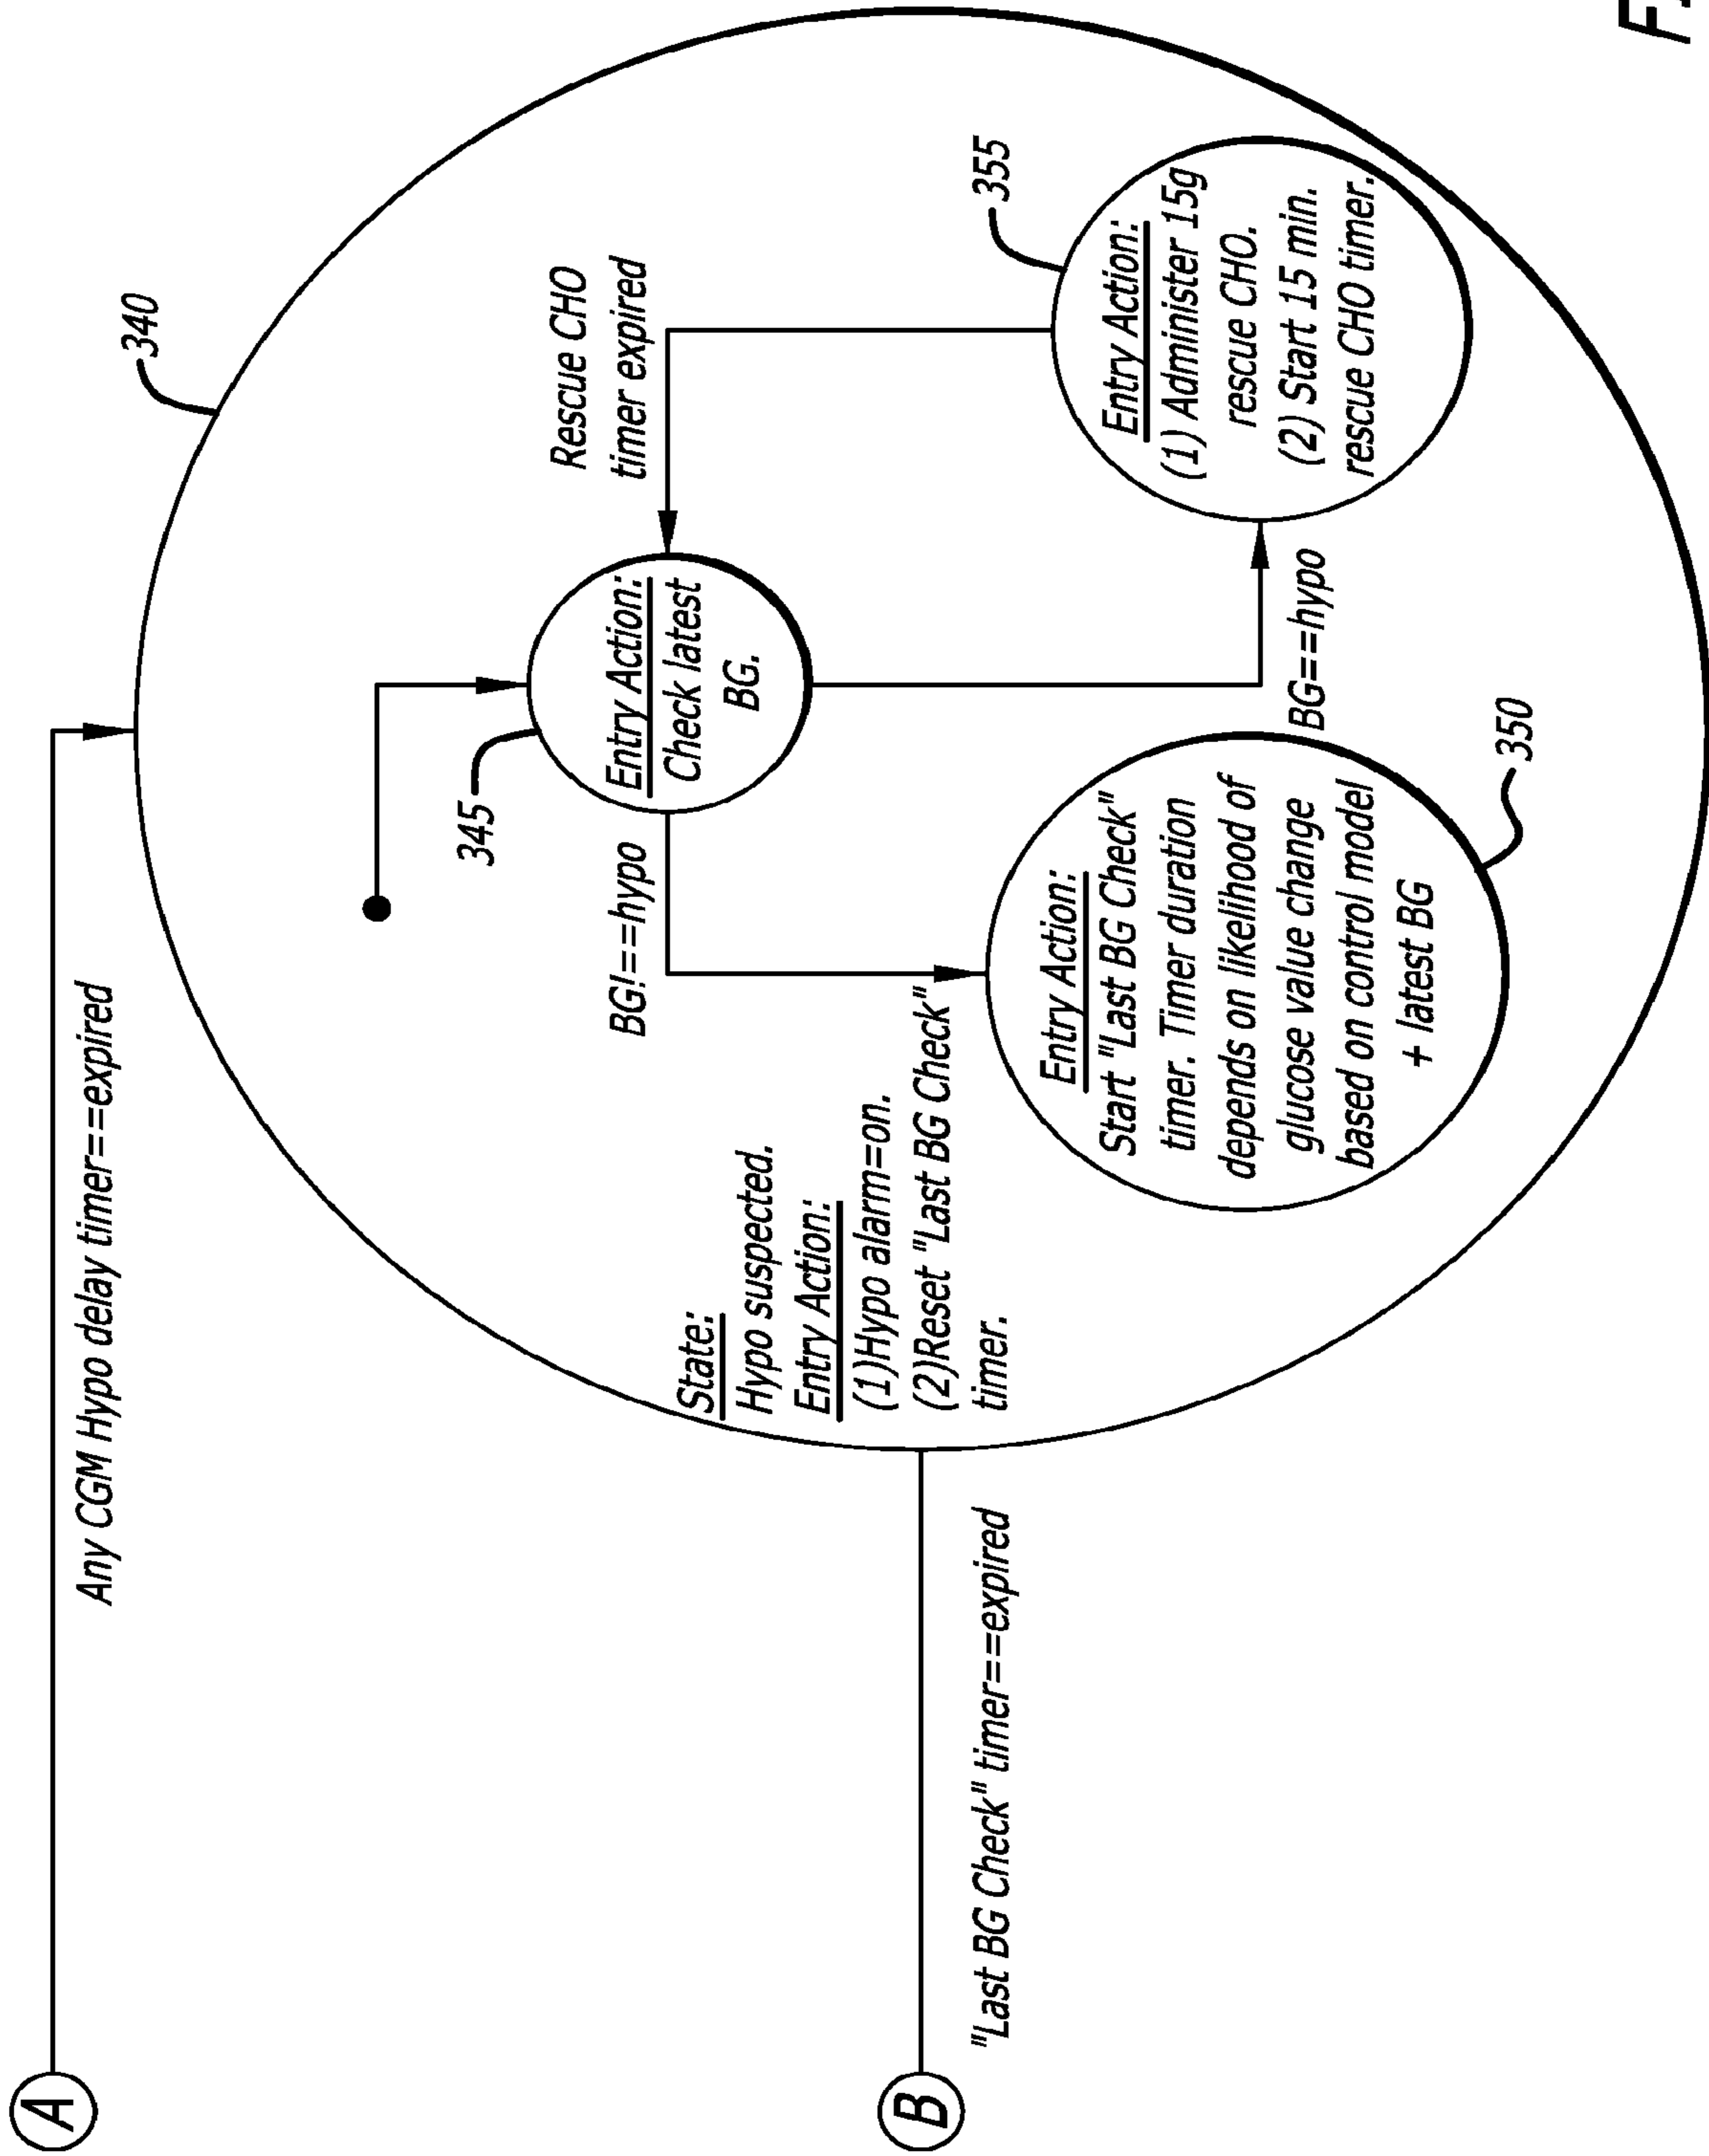 A
Any CGM Hypo delay timer==expired
340
345
Entry Action:
Check latest
BG.
Rescue CHO
timer expired
BG!==hypo
State:
Hypo suspected.
Entry Action:
(1)Hypo alarm=on.
(2)Reset "Last BG Check"
timer.
Entry Action:
Start "Last BG Check"
timer. Timer duration
depends on likelihood of
glucose value change
based on control model
+ latest BG
350
BG==hypo
355
Entry Action:
(1) Administer 15g
rescue CHO.
(2) Start 15 min.
rescue CHO timer.
B
"Last BG Check" timer==expired